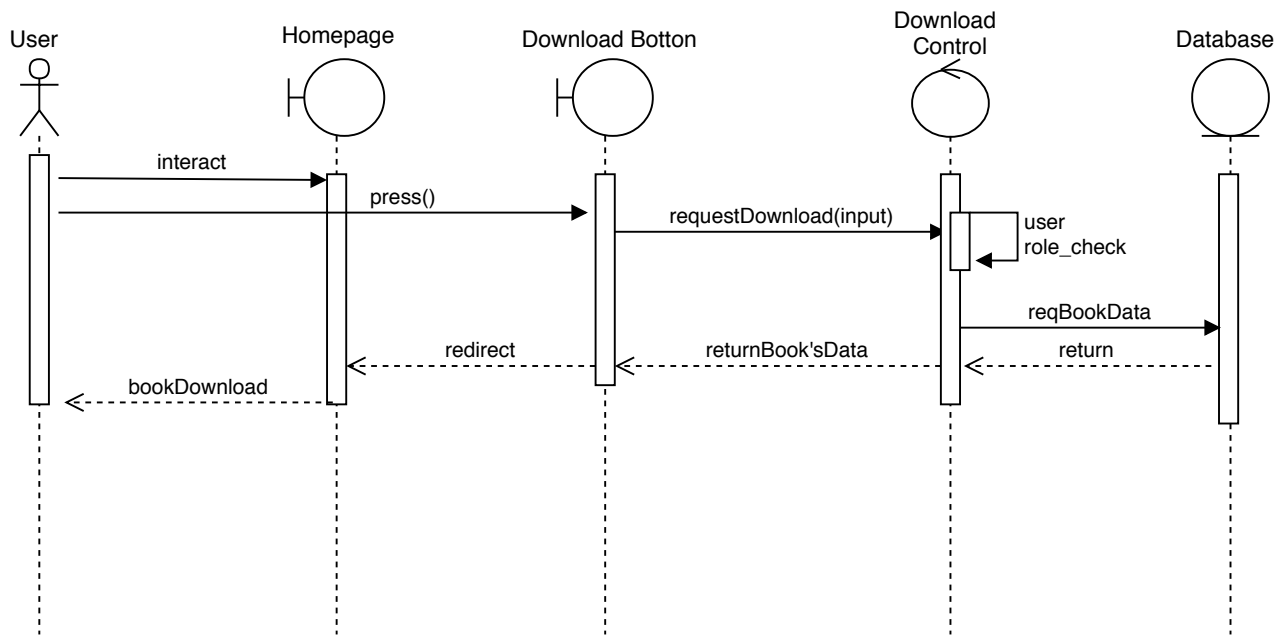 User
Homepage
Download Botton
Download
Control
Database
interact
press()
requestDownload(input)
user
role_check
reqBookData
redirect
returnBook'sData
return
bookDownload